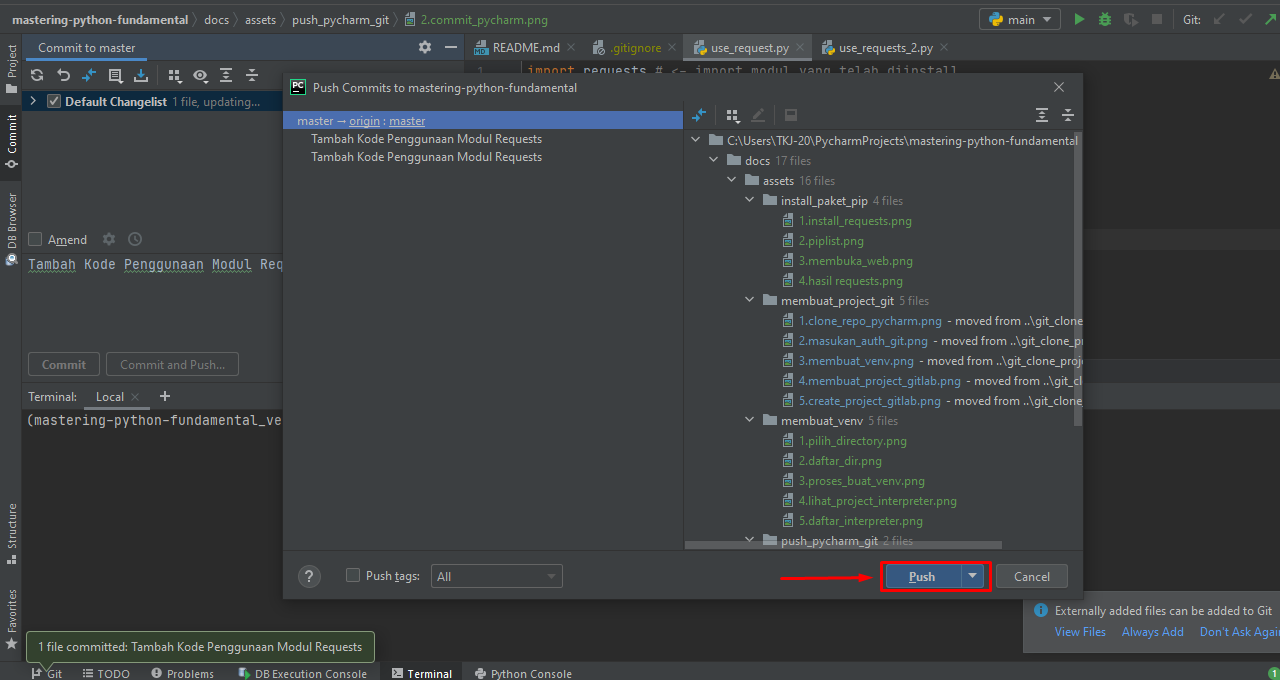 mastering-python-fundamental docs assets push_pycharm_git 2.commit_pycharm.png
main
Git:
Commit to master
README.md
.gitignore
use_request.py
use_requests_2.py
Project
Commit
DB Browser
Structure
Favorites
Default Changelist 1 file, updating...
1 import requests # <- import modul yang telah diinstall
Amend
Tambah Kode Penggunaan Modul Req
Commit
Commit and Push...
Terminal: Local
(mastering-python-fundamental_ve
PC Push Commits to mastering-python-fundamental
master → origin : master
Tambah Kode Penggunaan Modul Requests
Tambah Kode Penggunaan Modul Requests
C:\Users\TKJ-20\PycharmProjects\mastering-python-fundamental
docs 17 files
assets 16 files
install_paket_pip 4 files
1.install_requests.png
2.piplist.png
3.membuka_web.png
4.hasil requests.png
membuat_project_git 5 files
1.clone_repo_pycharm.png - moved from ..\git_clone
2.masukan_auth_git.png - moved from ..\git_clone_pr
3.membuat_venv.png - moved from ..\git_clone_proj
4.membuat_project_gitlab.png - moved from ..\git_cl
5.create_project_gitlab.png - moved from ..\git_clone
membuat_venv 5 files
1.pilih_directory.png
2.daftar_dir.png
3.proses_buat_venv.png
4.lihat_project_interpreter.png
5.daftar_interpreter.png
push_pycharm_git 2 files
?
Push tags: All
Push
Cancel
Externally added files can be added to Git
View Files Always Add Don't Ask Again
1 file committed: Tambah Kode Penggunaan Modul Requests
Git TODO Problems DB Execution Console Terminal Python Console
1